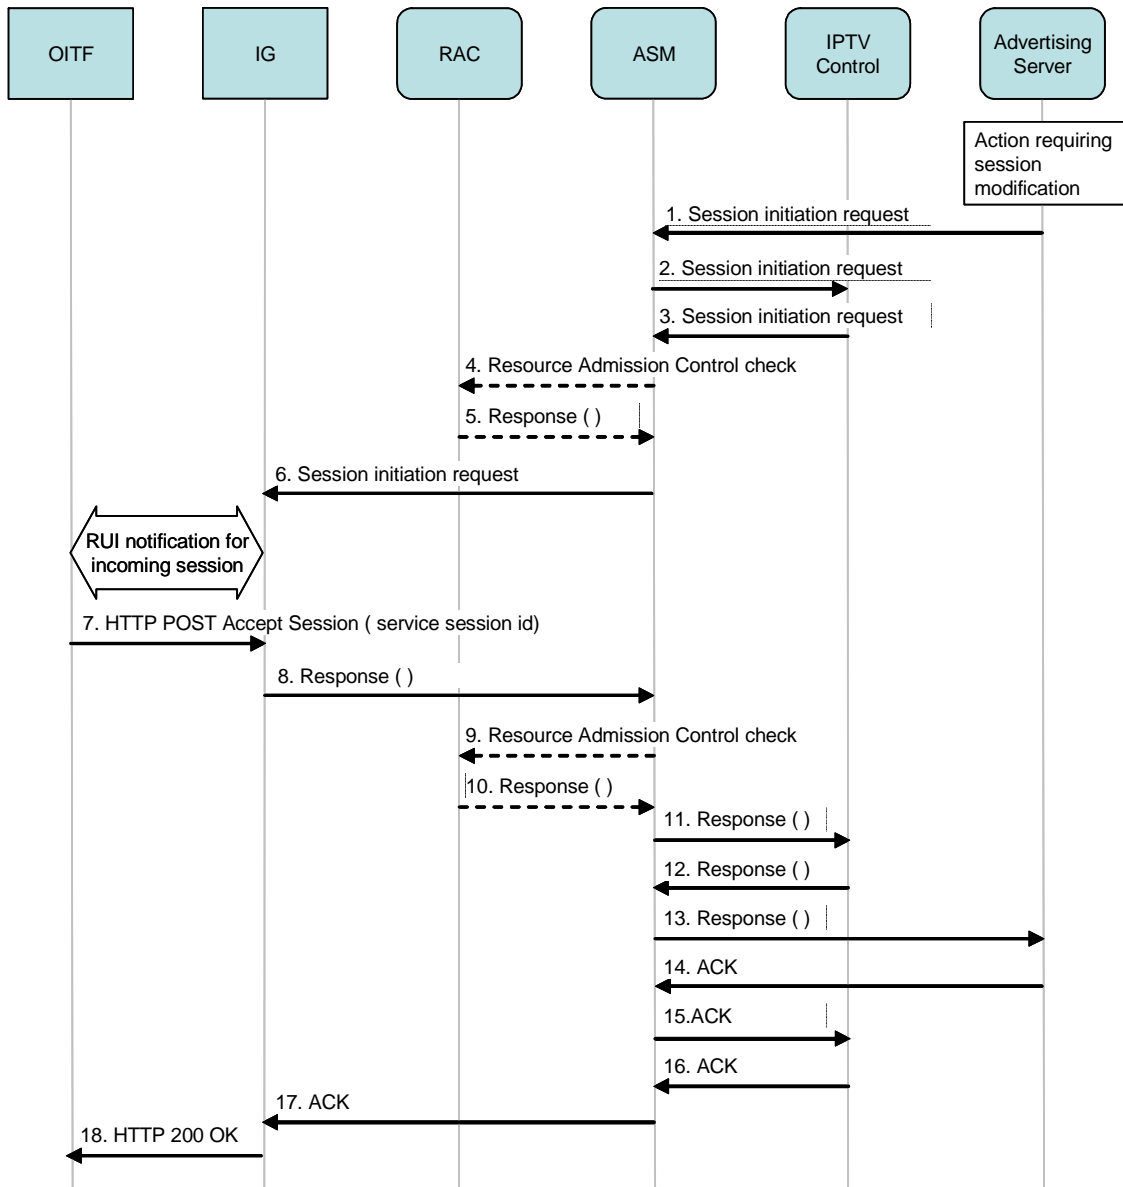 OITF
IG
RAC
ASM
IPTV
Control
Advertising
Server
Action requiring
session
modification
1. Session initiation request
2. Session initiation request
3. Session initiation request
4. Resource Admission Control check
5. Response ( )
6. Session initiation request
RUI notification for
incoming session
7. HTTP POST Accept Session ( service session id)
8. Response ( )
9. Resource Admission Control check
10. Response ( )
11. Response ( )
12. Response ( )
13. Response ( )
14. ACK
15.ACK
16. ACK
17. ACK
18. HTTP 200 OK